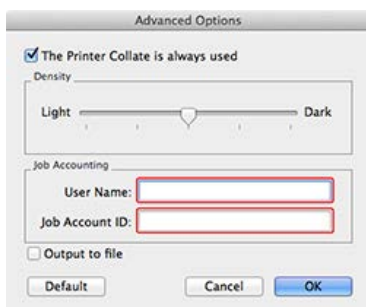 Advanced Options
The Printer Collate is always used
Density
Light Dark
Job Accounting
User Name:
Job Account ID:
Output to file
Default Cancel OK